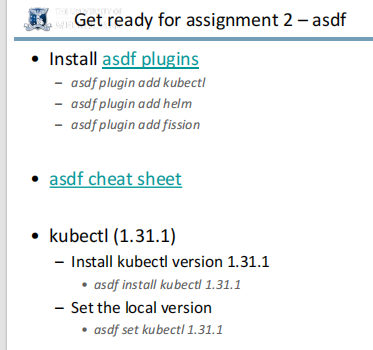 Get ready for assignment 2 – asdf
• Install asdf plugins
– asdf plugin add kubectl
– asdf plugin add helm
– asdf plugin add fission
• asdf cheat sheet
• kubectl (1.31.1)
– Install kubectl version 1.31.1
• asdf install kubectl 1.31.1
– Set the local version
• asdf set kubectl 1.31.1